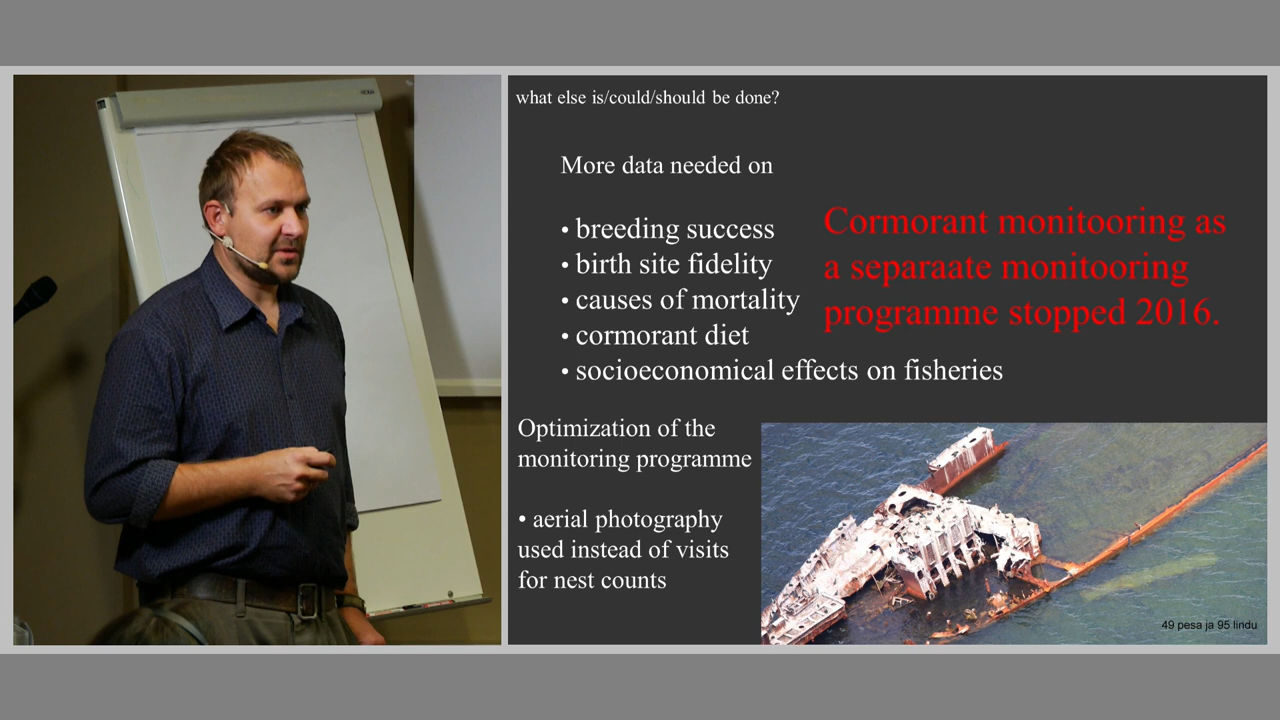 what else is/could/should be done?
More data needed on
• breeding success
• birth site fidelity
• causes of mortality
• cormorant diet
• socioeconomical effects on fisheries
Cormorant monitooring as
a separaate monitooring
programme stopped 2016.
Optimization of the
monitoring programme
• aerial photography
used instead of visits
for nest counts
49 pesa ja 95 lindu